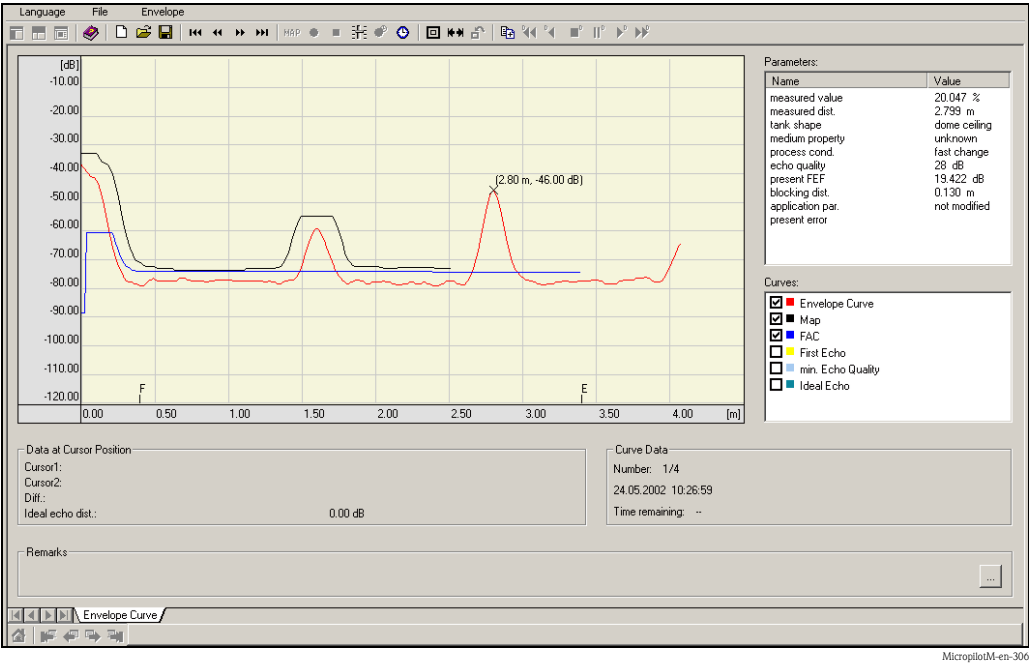 Language File Envelope
MAP
[dB]
-10.00
-20.00
-30.00
-40.00
-50.00
-60.00
-70.00
-80.00
-90.00
-100.00
-110.00
-120.00
(2.80 m, -46.00 dB)
F
E
0.00 0.50 1.00 1.50 2.00 2.50 3.00 3.50 4.00 [m]
Parameters:
Name Value
measured value 20.047 %
measured dist. 2.799 m
tank shape dome ceiling
medium property unknown
process cond. fast change
echo quality 28 dB
present FEF 19.422 dB
blocking dist. 0.130 m
application par. not modified
present error
Curves:
Envelope Curve
Map
FAC
First Echo
min. Echo Quality
Ideal Echo
Data at Cursor Position
Cursor1:
Cursor2:
Diff.:
Ideal echo dist.: 0.00 dB
Curve Data
Number: 1/4
24.05.2002 10:26:59
Time remaining: --
Remarks
...
Envelope Curve
MicropilotM-en-306